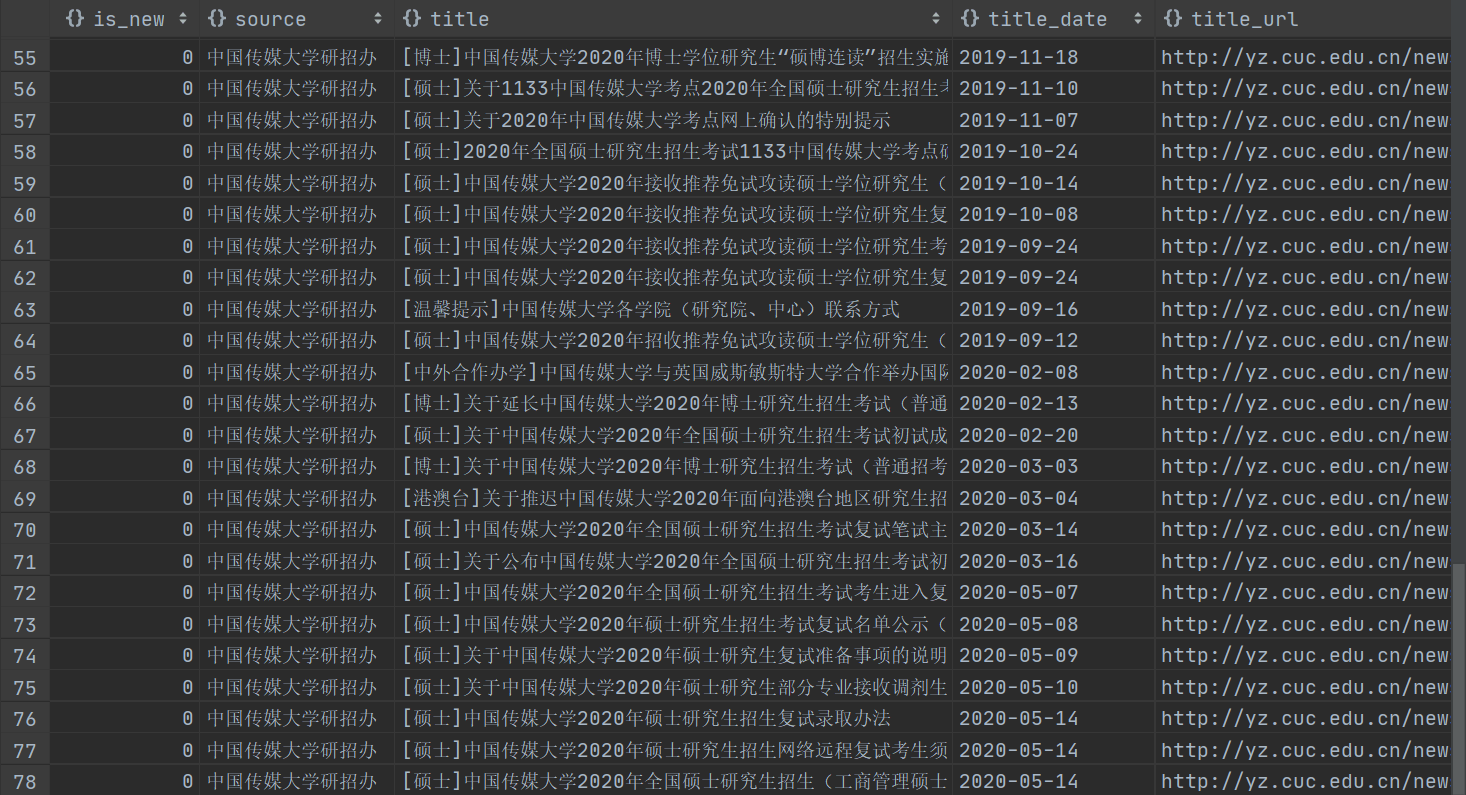 {} is_new {} source {} title {} title_date {} title_url
55 0 中国传媒大学研招办 [博士]中国传媒大学2020年博士学位研究生“硕博连读”招生实施 2019-11-18 http://yz.cuc.edu.cn/new
56 0 中国传媒大学研招办 [硕士]关于1133中国传媒大学考点2020年全国硕士研究生招生考 2019-11-10 http://yz.cuc.edu.cn/new
57 0 中国传媒大学研招办 [硕士]关于2020年中国传媒大学考点网上确认的特别提示 2019-11-07 http://yz.cuc.edu.cn/new
58 0 中国传媒大学研招办 [硕士]2020年全国硕士研究生招生考试1133中国传媒大学考点 2019-10-24 http://yz.cuc.edu.cn/new
59 0 中国传媒大学研招办 [硕士]中国传媒大学2020年接收推荐免试攻读硕士学位研究生（ 2019-10-14 http://yz.cuc.edu.cn/new
60 0 中国传媒大学研招办 [硕士]中国传媒大学2020年接收推荐免试攻读硕士学位研究生复 2019-10-08 http://yz.cuc.edu.cn/new
61 0 中国传媒大学研招办 [硕士]中国传媒大学2020年接收推荐免试攻读硕士学位研究生考 2019-09-24 http://yz.cuc.edu.cn/new
62 0 中国传媒大学研招办 [硕士]中国传媒大学2020年接收推荐免试攻读硕士学位研究生复 2019-09-24 http://yz.cuc.edu.cn/new
63 0 中国传媒大学研招办 [温馨提示]中国传媒大学各学院（研究院、中心）联系方式 2019-09-16 http://yz.cuc.edu.cn/new
64 0 中国传媒大学研招办 [硕士]中国传媒大学2020年招收推荐免试攻读硕士学位研究生（ 2019-09-12 http://yz.cuc.edu.cn/new
65 0 中国传媒大学研招办 [中外合作办学]中国传媒大学与英国威斯敏斯特大学合作举办国际 2020-02-08 http://yz.cuc.edu.cn/new
66 0 中国传媒大学研招办 [博士]关于延长中国传媒大学2020年博士研究生招生考试（普通 2020-02-13 http://yz.cuc.edu.cn/new
67 0 中国传媒大学研招办 [硕士]关于中国传媒大学2020年全国硕士研究生招生考试初试成 2020-02-20 http://yz.cuc.edu.cn/new
68 0 中国传媒大学研招办 [博士]关于中国传媒大学2020年博士研究生招生考试（普通招考 2020-03-03 http://yz.cuc.edu.cn/new
69 0 中国传媒大学研招办 [港澳台]关于推迟中国传媒大学2020年面向港澳台地区研究生招 2020-03-04 http://yz.cuc.edu.cn/new
70 0 中国传媒大学研招办 [硕士]中国传媒大学2020年全国硕士研究生招生考试复试笔试主 2020-03-14 http://yz.cuc.edu.cn/new
71 0 中国传媒大学研招办 [硕士]关于公布中国传媒大学2020年全国硕士研究生招生考试初 2020-03-16 http://yz.cuc.edu.cn/new
72 0 中国传媒大学研招办 [硕士]中国传媒大学2020年全国硕士研究生招生考试考生进入复 2020-05-07 http://yz.cuc.edu.cn/new
73 0 中国传媒大学研招办 [硕士]中国传媒大学2020年硕士研究生招生考试复试名单公示（ 2020-05-08 http://yz.cuc.edu.cn/new
74 0 中国传媒大学研招办 [硕士]关于中国传媒大学2020年硕士研究生复试准备事项的说明 2020-05-09 http://yz.cuc.edu.cn/new
75 0 中国传媒大学研招办 [硕士]关于中国传媒大学2020年硕士研究生部分专业接收调剂生 2020-05-10 http://yz.cuc.edu.cn/new
76 0 中国传媒大学研招办 [硕士]中国传媒大学2020年硕士研究生招生复试录取办法 2020-05-14 http://yz.cuc.edu.cn/new
77 0 中国传媒大学研招办 [硕士]中国传媒大学2020年硕士研究生招生网络远程复试考生须 2020-05-14 http://yz.cuc.edu.cn/new
78 0 中国传媒大学研招办 [硕士]中国传媒大学2020年全国硕士研究生招生（工商管理硕士 2020-05-14 http://yz.cuc.edu.cn/new